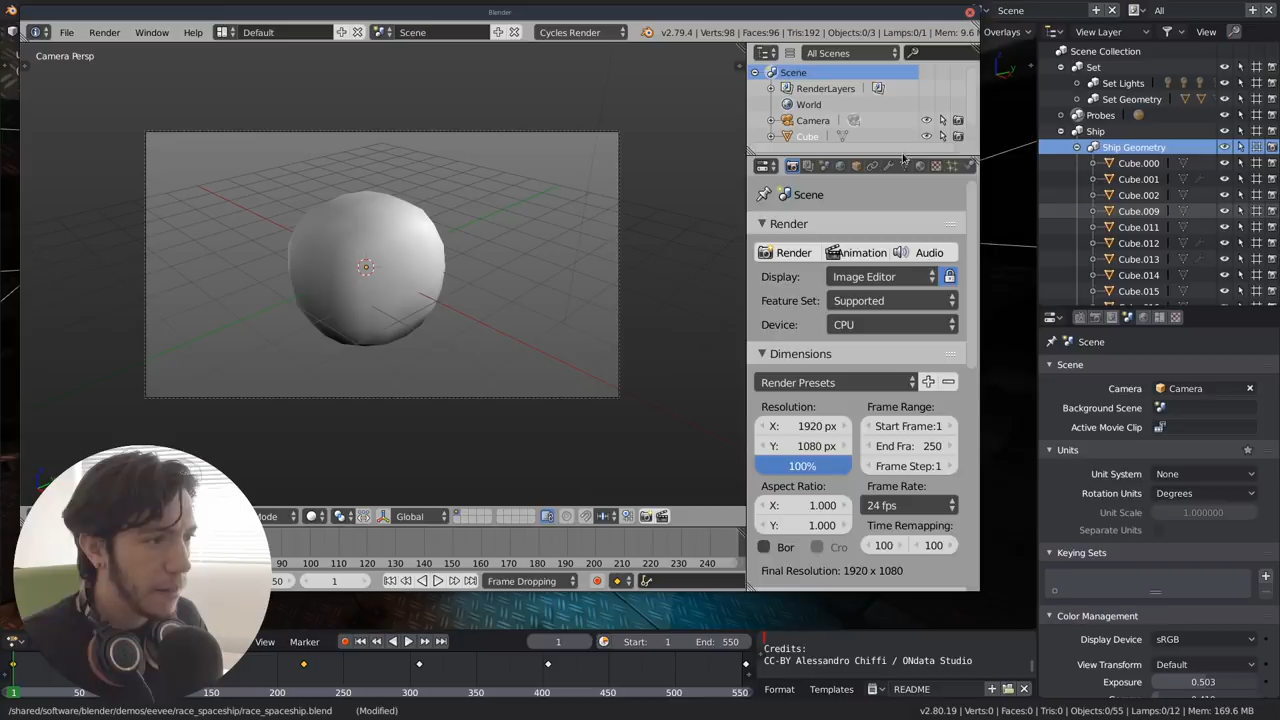 Blender
File Render Window Help Default Scene Cycles Render v2.79.4 | Verts:98 | Faces:96 | Tris:192 | Objects:0/3 | Lamps:0/1 | Mem: 9.6
Scene All
Overlays View Layer View
Camera Persp
All Scenes
Scene
RenderLayers
World
Camera
Cube
Scene
Render
Render Animation Audio
Display: Image Editor
Feature Set: Supported
Device: CPU
Dimensions
Render Presets
Resolution: Frame Range:
X: 1920 px Start Frame:1
Y: 1080 px End Fra: 250
100% Frame Step:1
Aspect Ratio: Frame Rate:
X: 1.000 24 fps
Y: 1.000 Time Remapping:
Bor Cro 100 100
Final Resolution: 1920 x 1080
Mode Global
90 100 110 120 130 140 150 160 170 180 190 200 210 220 230 240
50 1 Frame Dropping
View Marker 1 Start: 1 End: 550
1 50 150 200 250 300 350 400 450 500 550
Credits:
CC-BY Alessandro Chiffi / ONdata Studio
Format Templates README
Scene Collection
Set
Set Lights
Set Geometry
Probes
Ship
Ship Geometry
Cube.000
Cube.001
Cube.002
Cube.009
Cube.011
Cube.012
Cube.013
Cube.014
Cube.015
Scene
Scene
Camera Camera
Background Scene
Active Movie Clip
Units
Unit System None
Rotation Units Degrees
Unit Scale 1.000000
Separate Units
Keying Sets
Color Management
Display Device sRGB
View Transform Default
Exposure 0.503
/shared/software/blender/demos/eevee/race_spaceship/race_spaceship.blend (Modified)
v2.80.19 | Verts:0 | Faces:0 | Tris:0 | Objects:0/55 | Lamps:0/12 | Mem: 169.6 MB